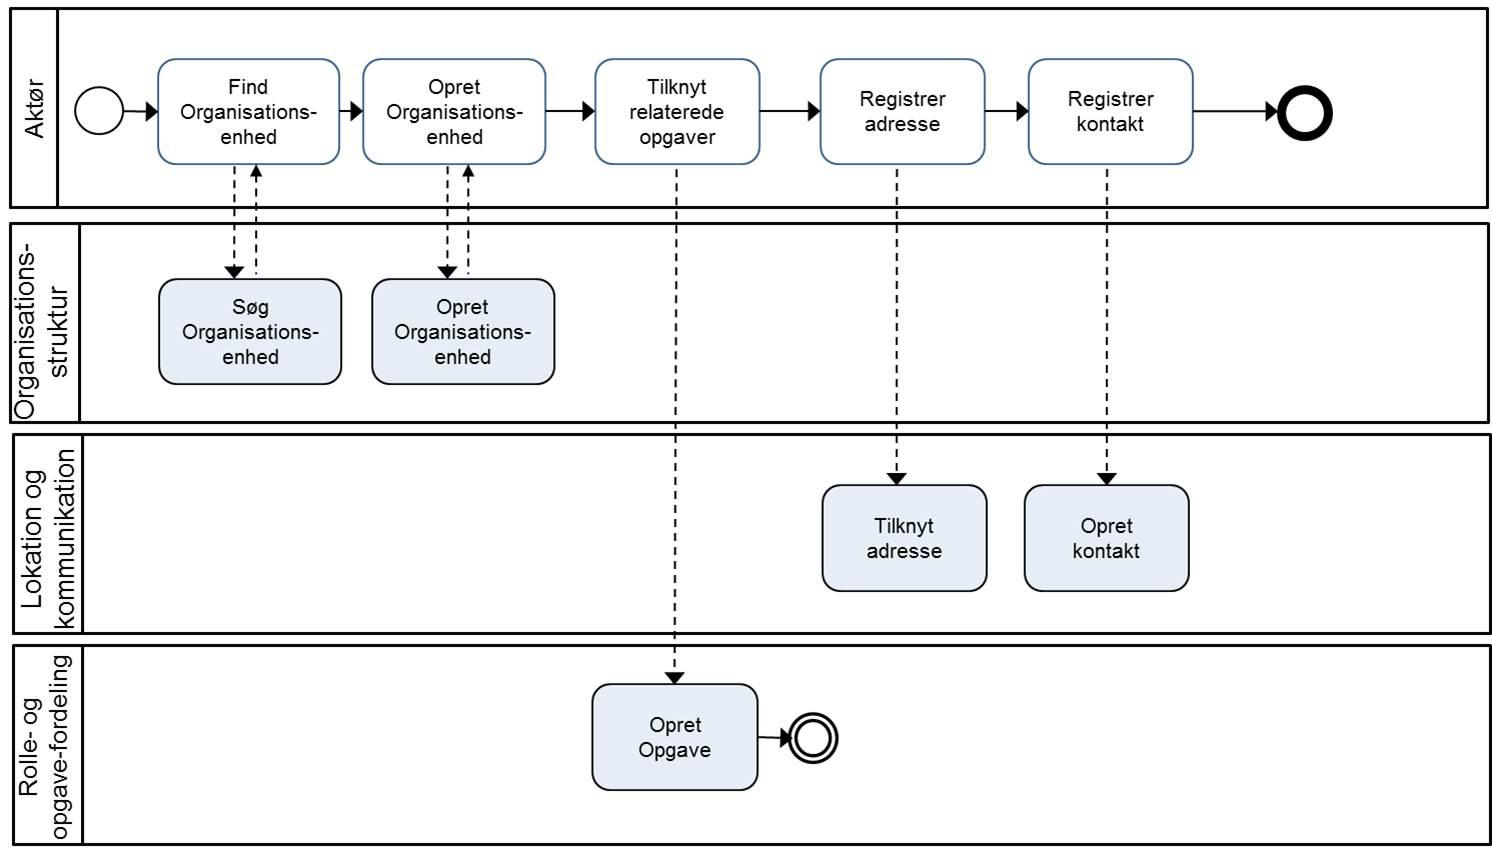 Aktør
Find
Organisations-
enhed
Opret
Organisations-
enhed
Tilknyt
relaterede
opgaver
Registrer
adresse
Registrer
kontakt
Organisations-
struktur
Søg
Organisations-
enhed
Opret
Organisations-
enhed
Lokation og
kommunikation
Tilknyt
adresse
Opret
kontakt
Rolle- og
opgave-fordeling
Opret
Opgave